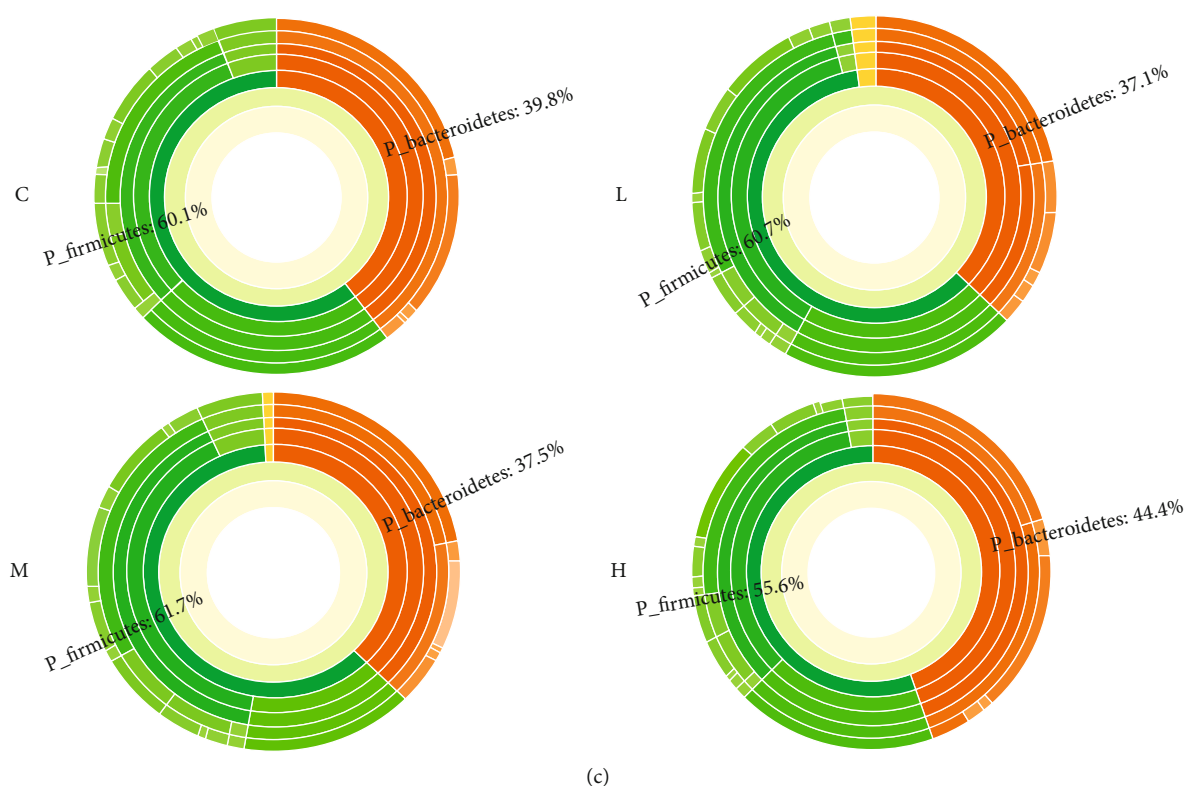 C
P_bacteroidetes: 39.8%
P_firmicutes: 60.1%
L
P_bacteroidetes: 37.1%
P_firmicutes: 60.7%
M
P_bacteroidetes: 37.5%
P_firmicutes: 61.7%
H
P_bacteroidetes: 44.4%
P_firmicutes: 55.6%
(c)